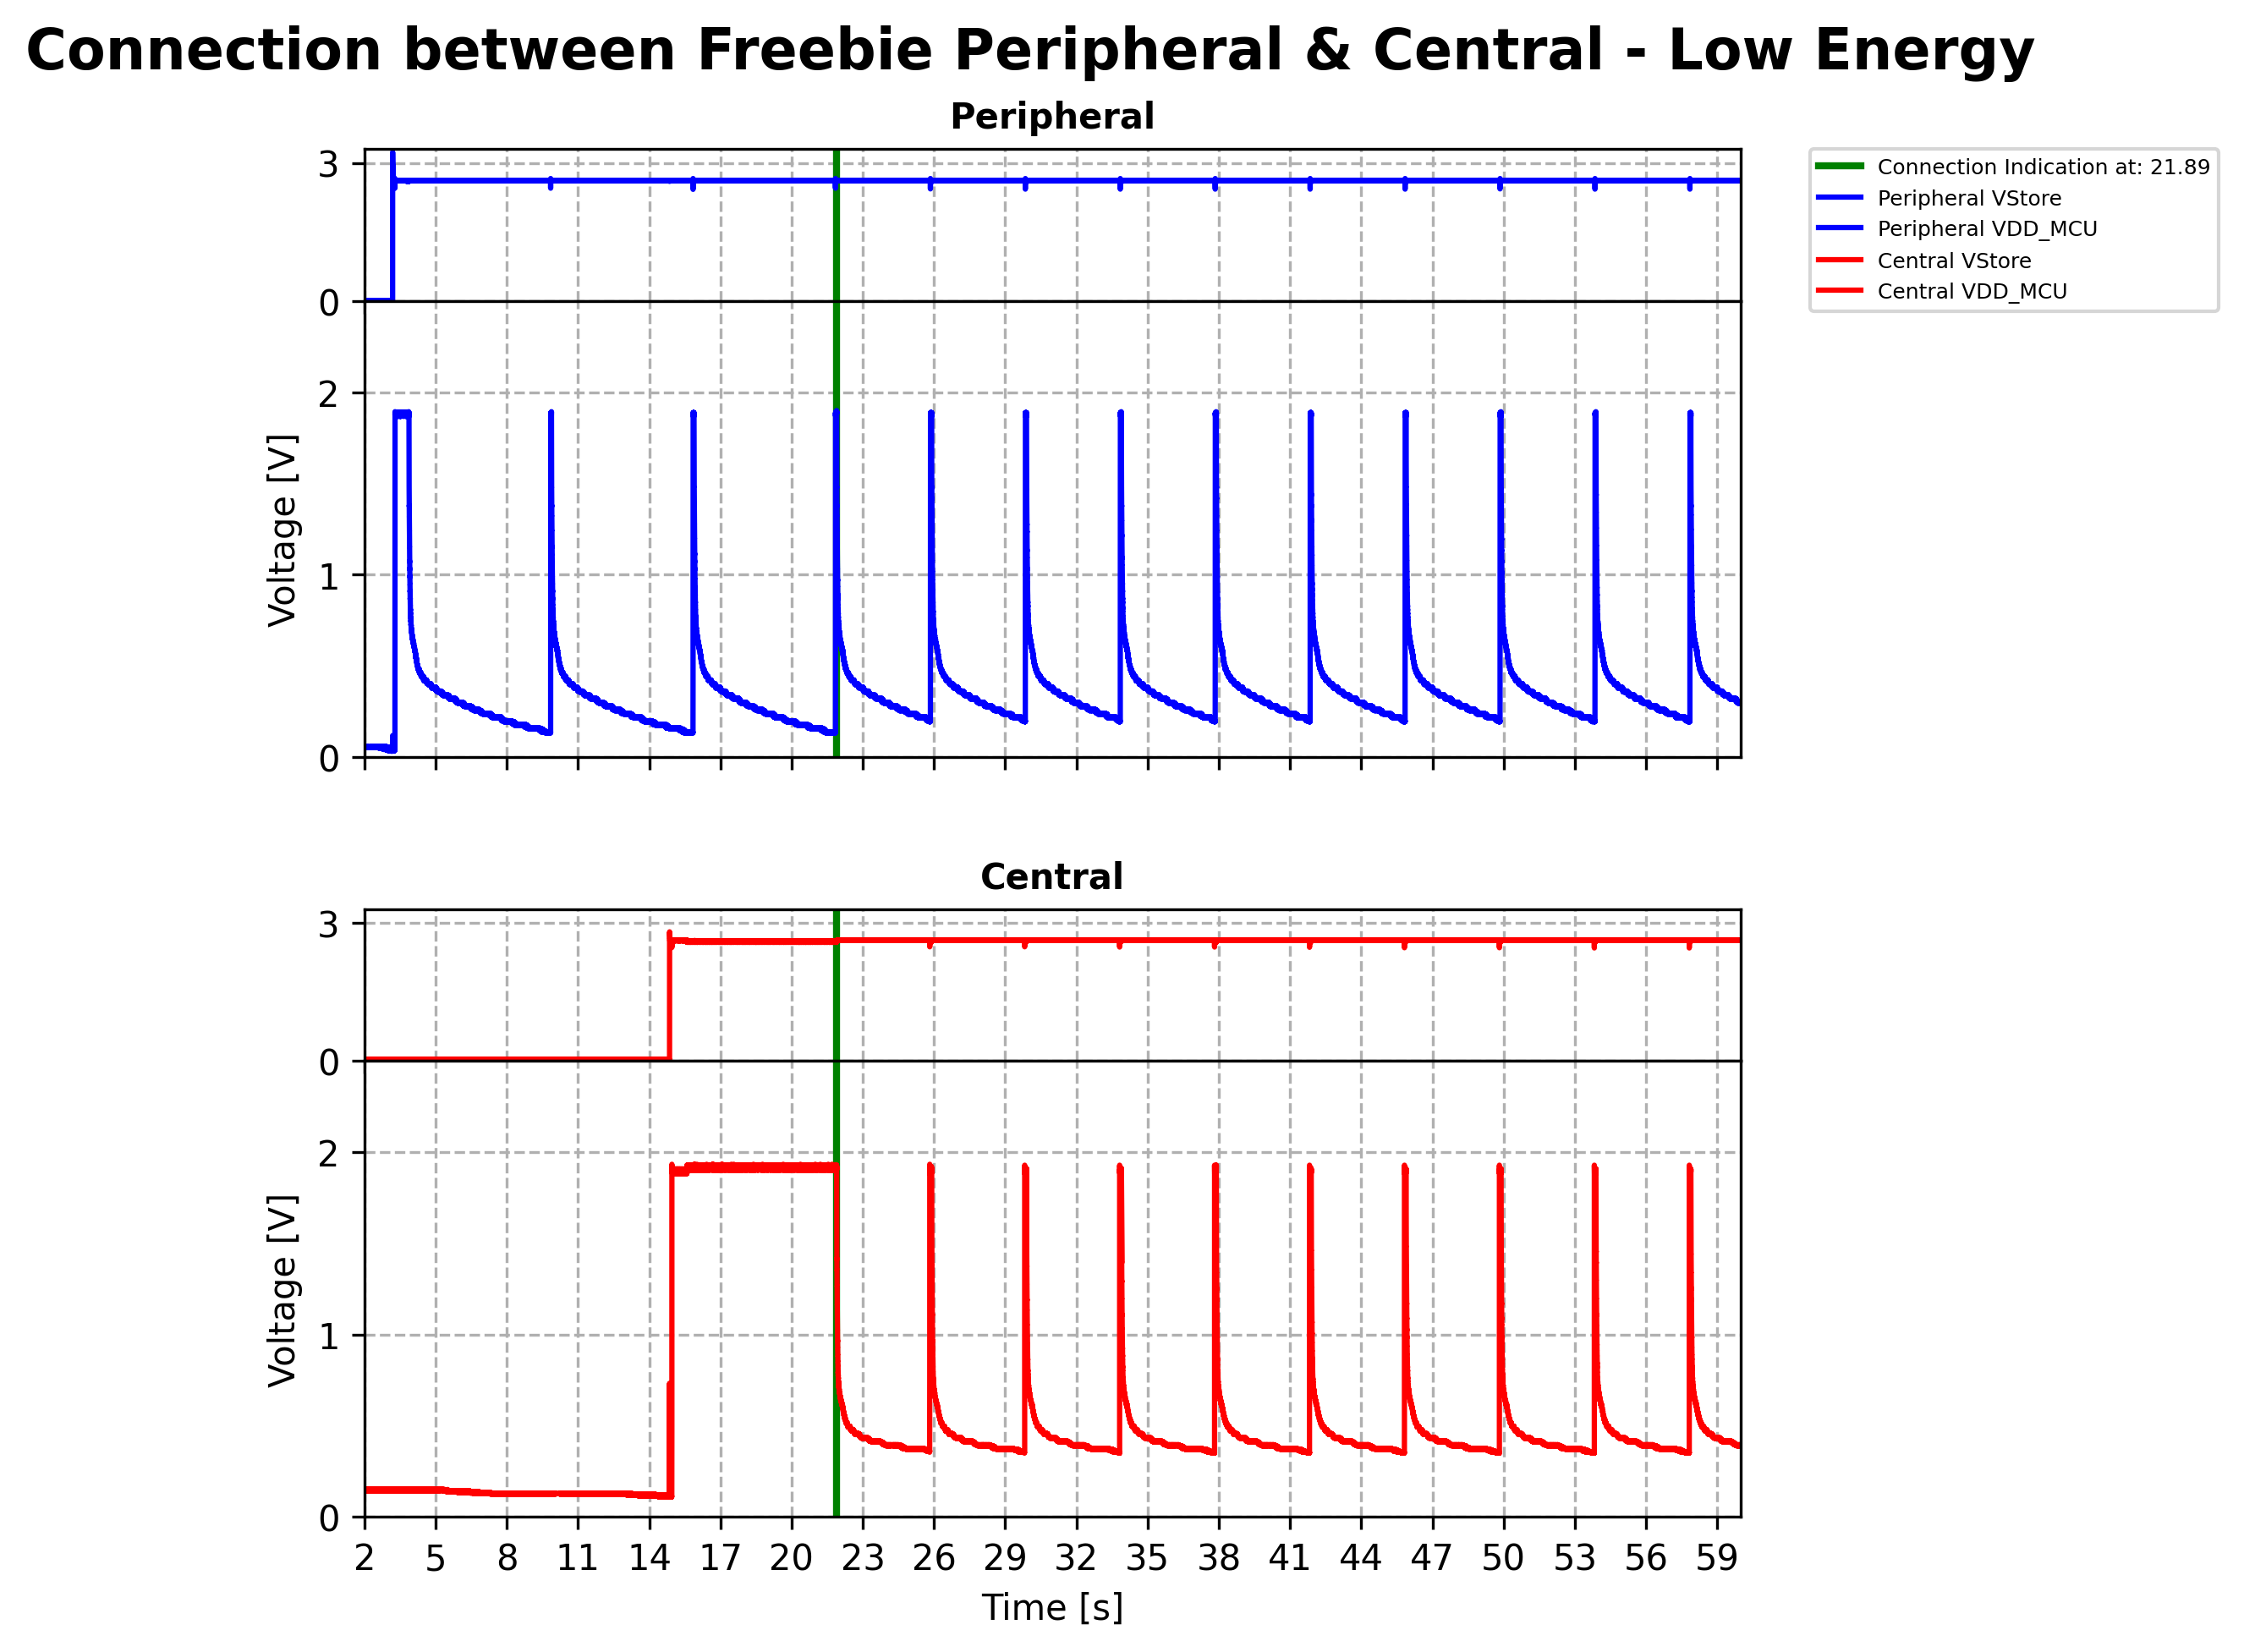 Connection between Freebie Peripheral & Central - Low Energy
Peripheral
3
0
2
1
0
Voltage [V]
Connection Indication at: 21.89
Peripheral VStore
Peripheral VDD_MCU
Central VStore
Central VDD_MCU
Central
3
0
2
1
0
Voltage [V]
2 5 8 11 14 17 20 23 26 29 32 35 38 41 44 47 50 53 56 59
Time [s]